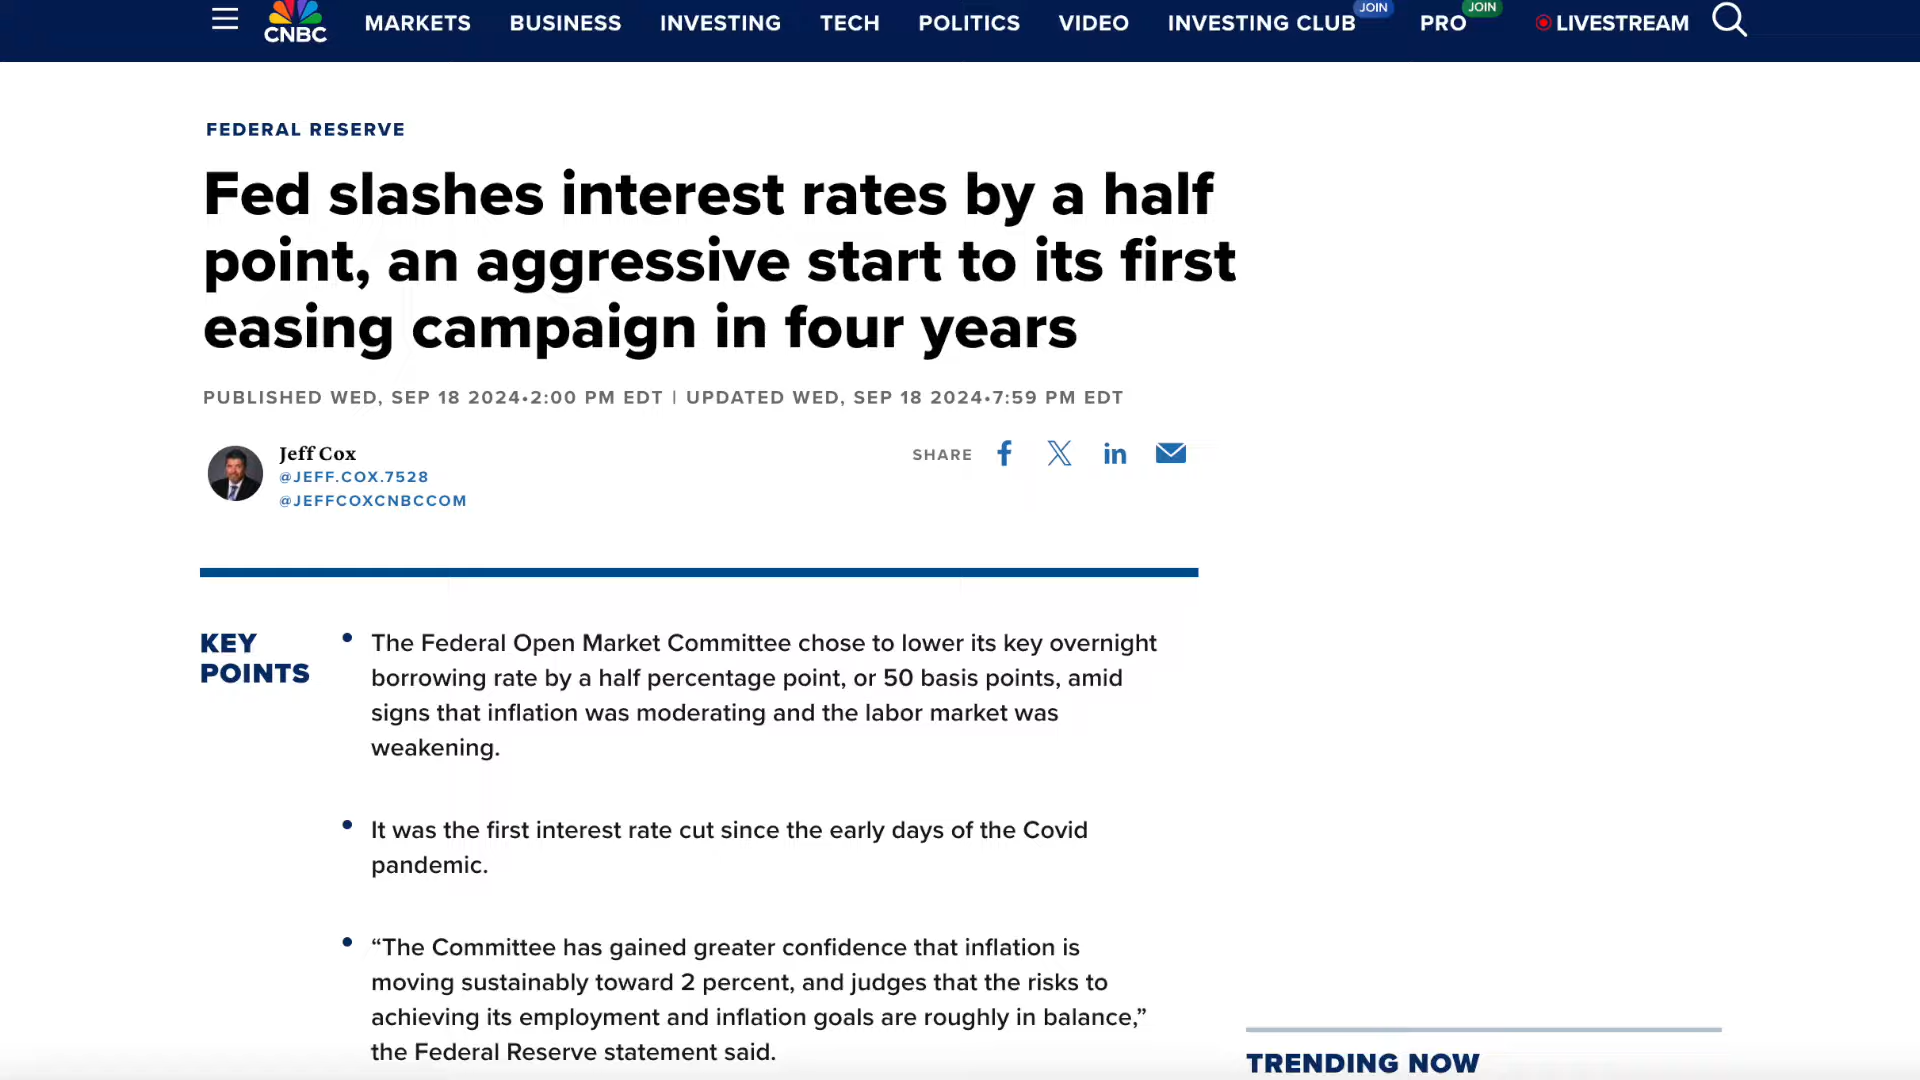 CNBC
MARKETS BUSINESS INVESTING TECH POLITICS VIDEO INVESTING CLUB JOIN PRO JOIN LIVESTREAM
FEDERAL RESERVE
Fed slashes interest rates by a half
point, an aggressive start to its first
easing campaign in four years
PUBLISHED WED, SEP 18 2024•2:00 PM EDT | UPDATED WED, SEP 18 2024•7:59 PM EDT
Jeff Cox
@JEFF.COX.7528
@JEFFCOXCNBCCOM
SHARE
KEY
POINTS
• The Federal Open Market Committee chose to lower its key overnight
borrowing rate by a half percentage point, or 50 basis points, amid
signs that inflation was moderating and the labor market was
weakening.
• It was the first interest rate cut since the early days of the Covid
pandemic.
• “The Committee has gained greater confidence that inflation is
moving sustainably toward 2 percent, and judges that the risks to
achieving its employment and inflation goals are roughly in balance,”
the Federal Reserve statement said.
TRENDING NOW